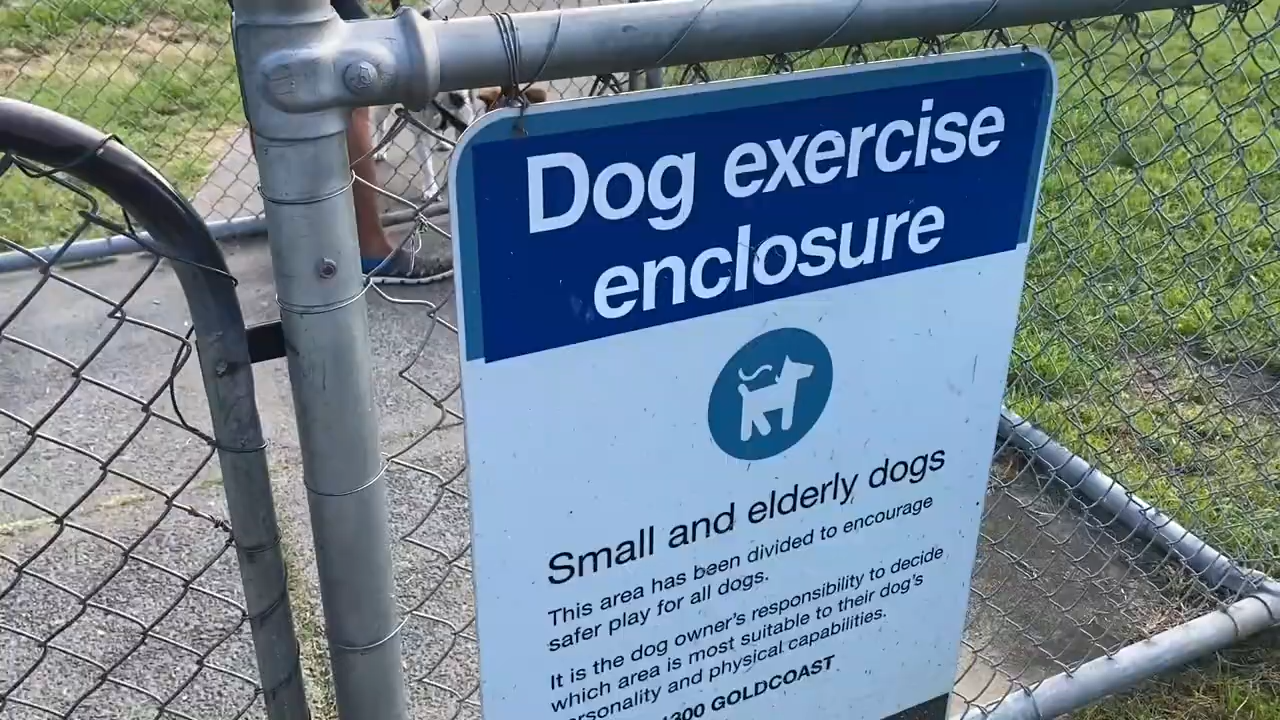 Dog exercise
enclosure
Small and elderly dogs
This area has been divided to encourage
safer play for all dogs.
It is the dog owner's responsibility to decide
which area is most suitable to their dog's
personality and physical capabilities.
1300 GOLDCOAST